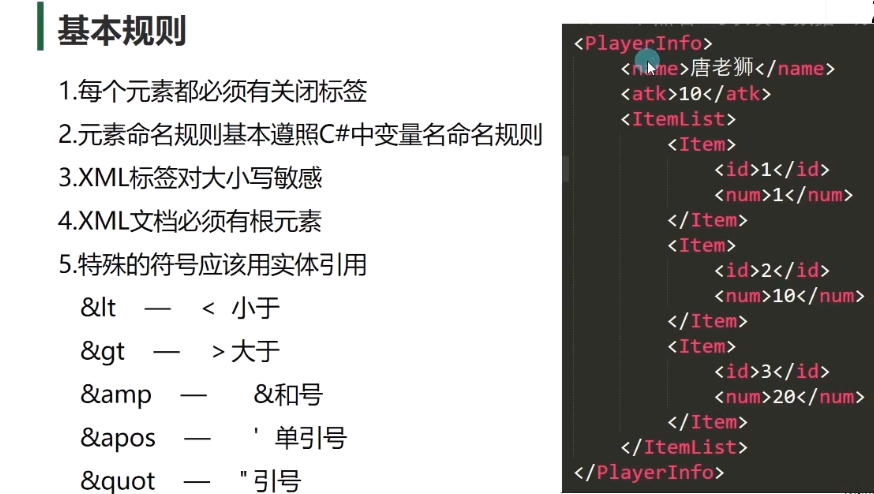 基本规则
1.每个元素都必须有关闭标签
2.元素命名规则基本遵照C#中变量名命名规则
3.XML标签对大小写敏感
4.XML文档必须有根元素
5.特殊的符号应该用实体引用
&lt — < 小于
&gt — > 大于
&amp — &和号
&apos — ' 单引号
&quot — " 引号
<PlayerInfo>
<name>唐老狮</name>
<atk>10</atk>
<ItemList>
<Item>
<id>1</id>
<num>1</num>
</Item>
<Item>
<id>2</id>
<num>10</num>
</Item>
<Item>
<id>3</id>
<num>20</num>
</Item>
</ItemList>
</PlayerInfo>